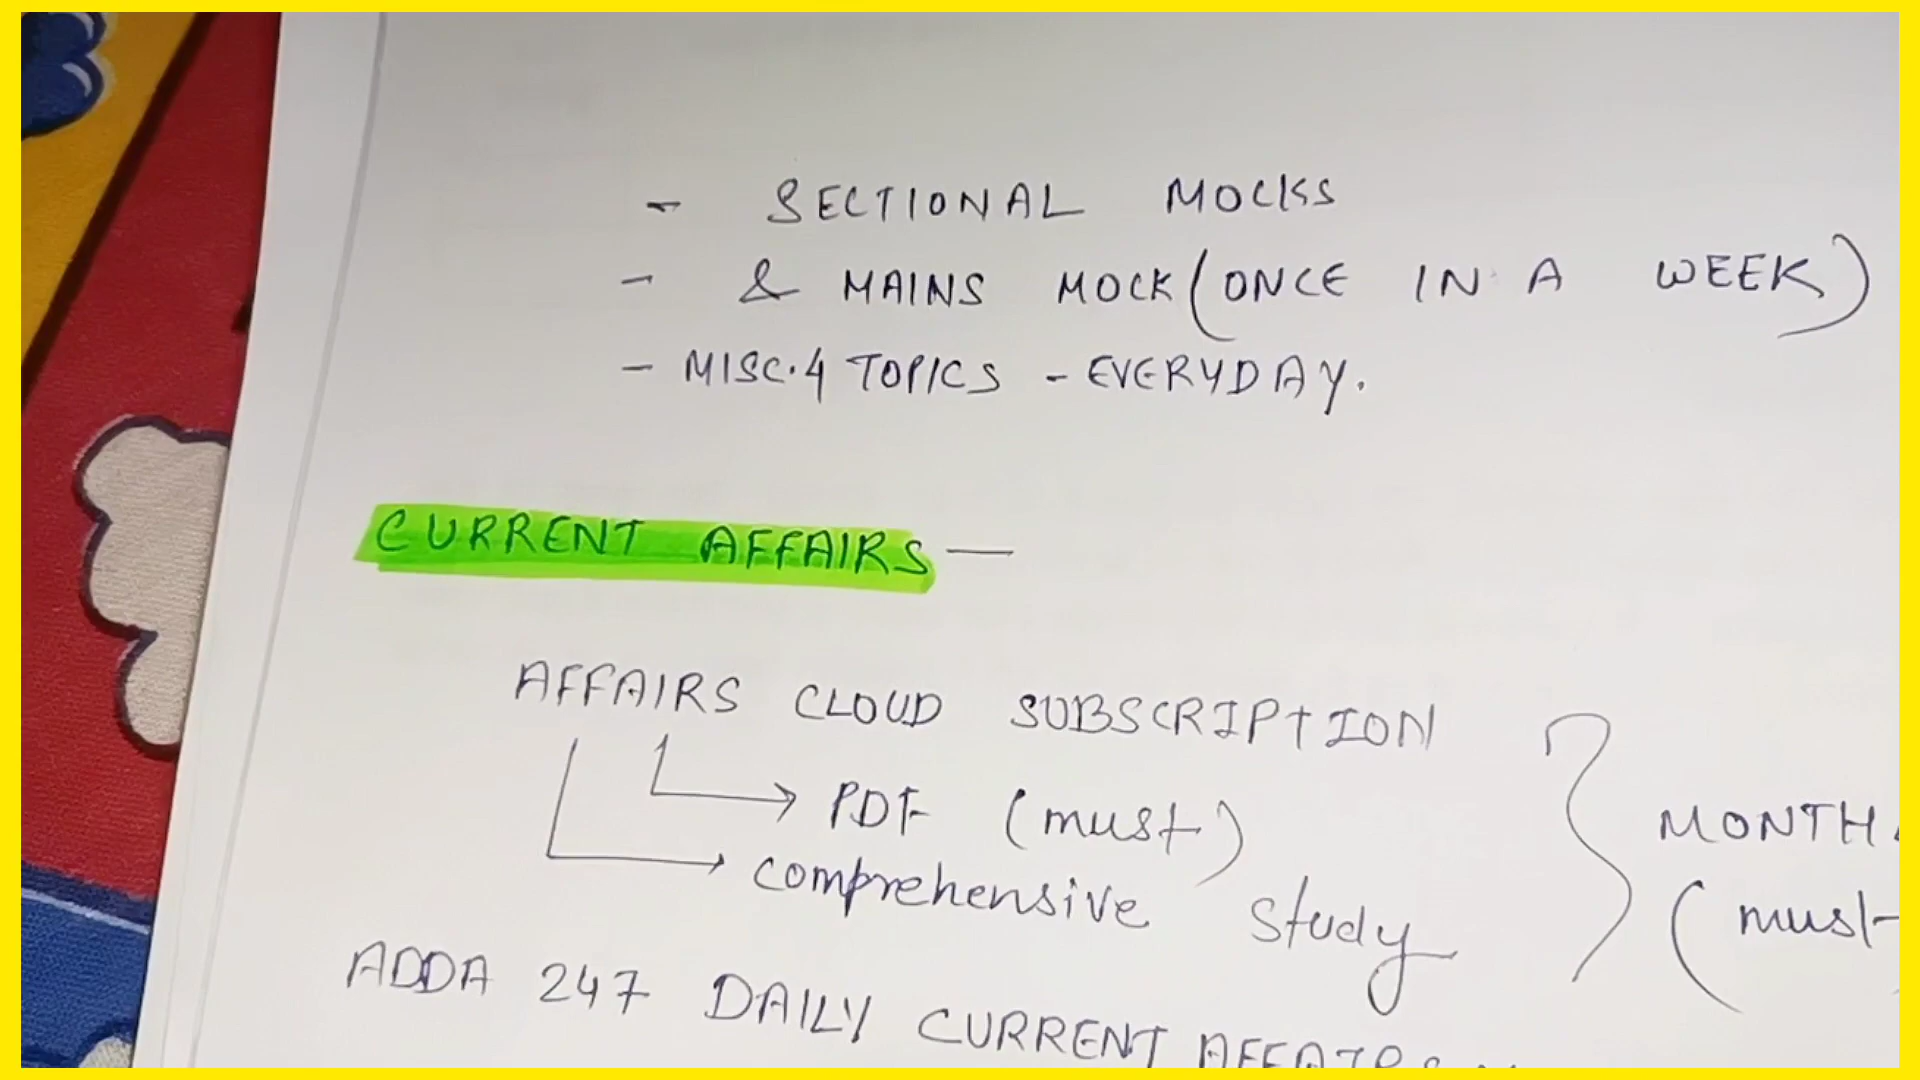 - SECTIONAL MOCKS
- & MAINS MOCK (ONCE IN A WEEK)
- MISC. 4 TOPICS - EVERYDAY.
CURRENT AFFAIRS —
AFFAIRS CLOUD SUBSCRIPTION
→ PDF (must)
→ comprehensive study
MONTH
(must
ADDA 247 DAILY CURRENT AFFAIRS